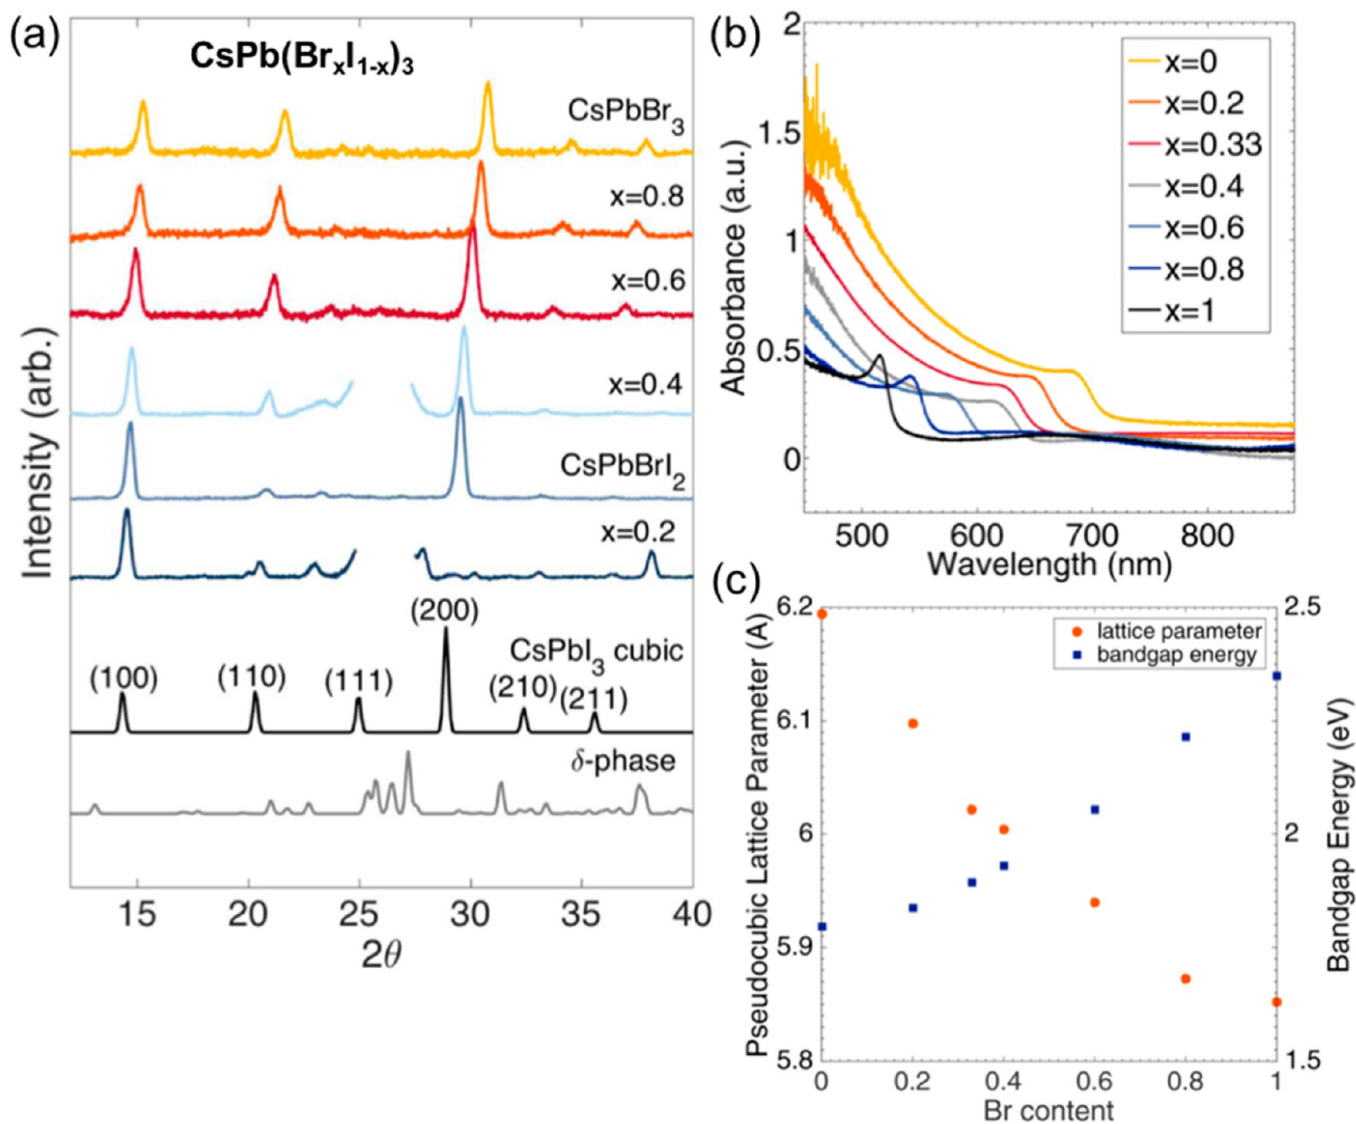 (a)
CsPb(BrxI1-x)3
CsPbBr3
x=0.8
x=0.6
x=0.4
CsPbBrI2
x=0.2
(200)
CsPbI3 cubic
(100)
(110)
(111)
(210)
(211)
δ-phase
Intensity (arb.)
15
20
25
30
35
40
2θ
(b)
2
1.5
1
0.5
0
Absorbance (a.u.)
x=0
x=0.2
x=0.33
x=0.4
x=0.6
x=0.8
x=1
500
600
700
800
Wavelength (nm)
(c)
6.2
6.1
6
5.9
5.8
Pseudocubic Lattice Parameter (A)
lattice parameter
bandgap energy
2.5
2
1.5
Bandgap Energy (eV)
0
0.2
0.4
0.6
0.8
1
Br content